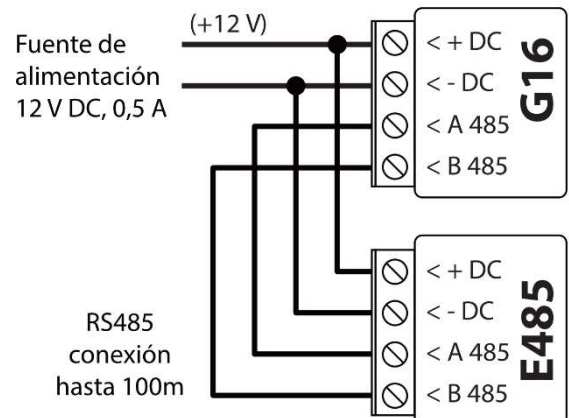 Fuente de
alimentación
12 V DC, 0,5 A
(+12 V)
< + DC
< - DC
< A 485
< B 485
G16
< + DC
< - DC
< A 485
< B 485
E485
RS485
conexión
hasta 100m